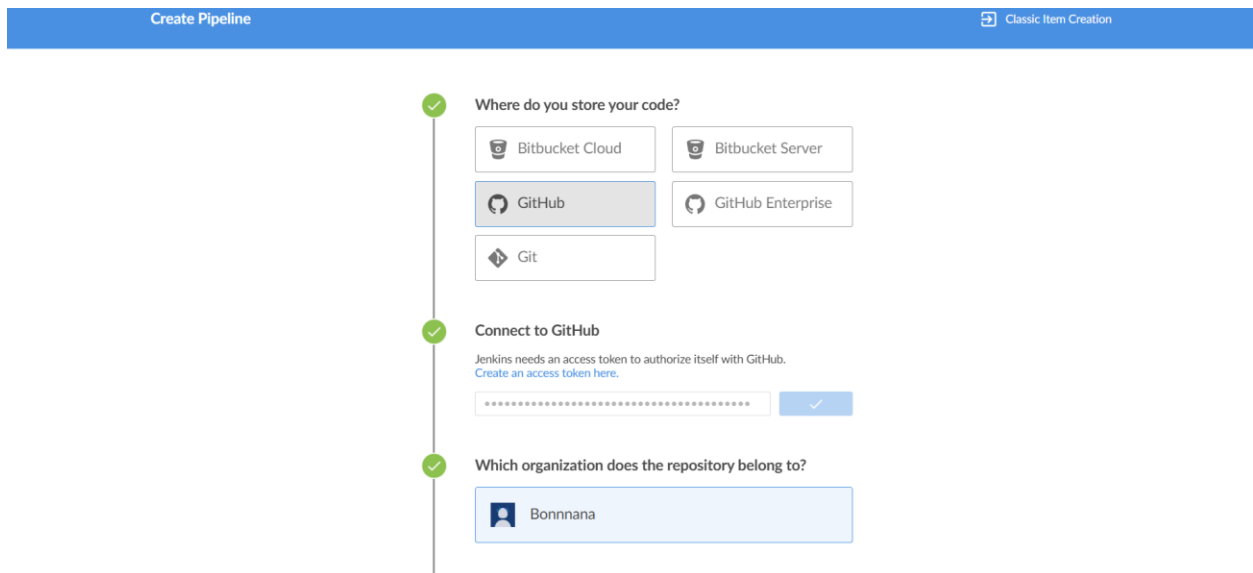 Create Pipeline
Classic Item Creation
Where do you store your code?
Bitbucket Cloud
Bitbucket Server
GitHub
GitHub Enterprise
Git
Connect to GitHub
Jenkins needs an access token to authorize itself with GitHub.
Create an access token here.
Which organization does the repository belong to?
Bonnnana